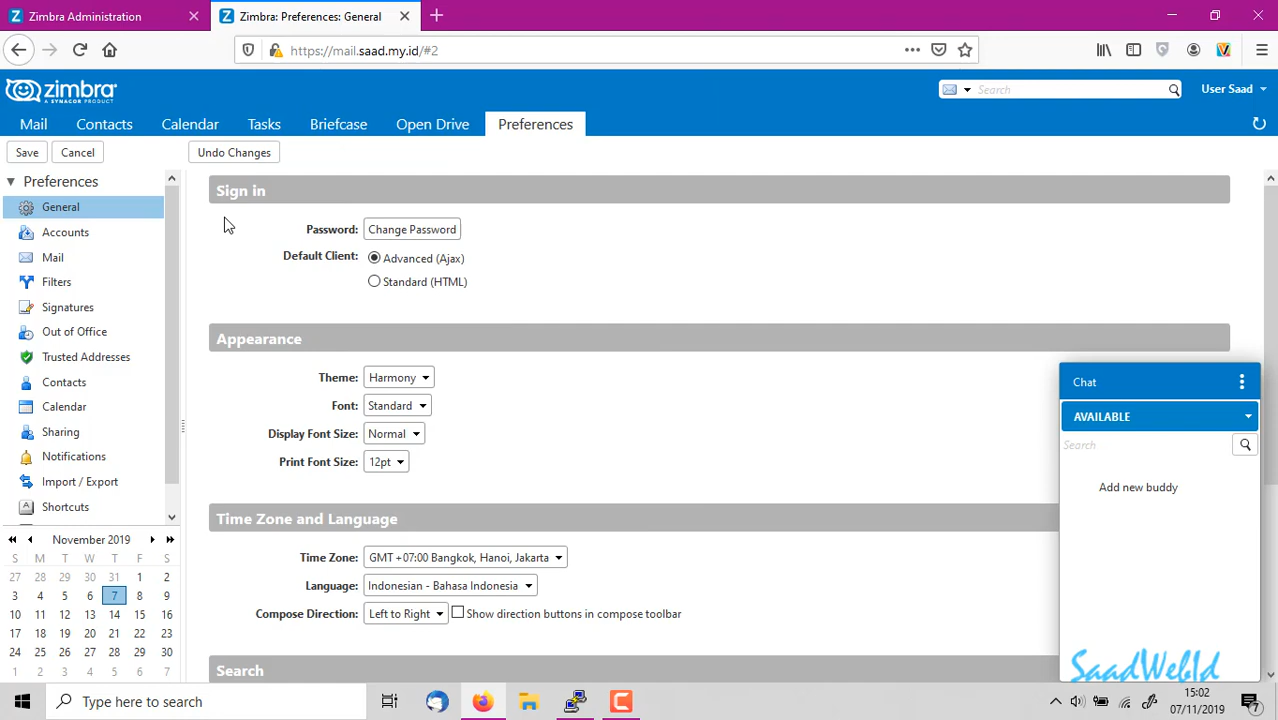 Zimbra Administration
Zimbra: Preferences: General
https://mail.saad.my.id/#2
zimbra
A SYNACOR PRODUCT
Search
User Saad
Mail Contacts Calendar Tasks Briefcase Open Drive Preferences
Save Cancel Undo Changes
Preferences
General
Accounts
Mail
Filters
Signatures
Out of Office
Trusted Addresses
Contacts
Calendar
Sharing
Notifications
Import / Export
Shortcuts
November 2019
S M T W T F S
27 28 29 30 31 1 2
3 4 5 6 7 8 9
10 11 12 13 14 15 16
17 18 19 20 21 22 23
24 25 26 27 28 29 30
1 2 3 4 5 6 7
Sign in
Password: Change Password
Default Client: Advanced (Ajax)
Standard (HTML)
Appearance
Theme: Harmony
Font: Standard
Display Font Size: Normal
Print Font Size: 12pt
Time Zone and Language
Time Zone: GMT +07:00 Bangkok, Hanoi, Jakarta
Language: Indonesian - Bahasa Indonesia
Compose Direction: Left to Right Show direction buttons in compose toolbar
Search
Chat
AVAILABLE
Search
Add new buddy
SaadWebId
Type here to search
15:02
07/11/2019
7